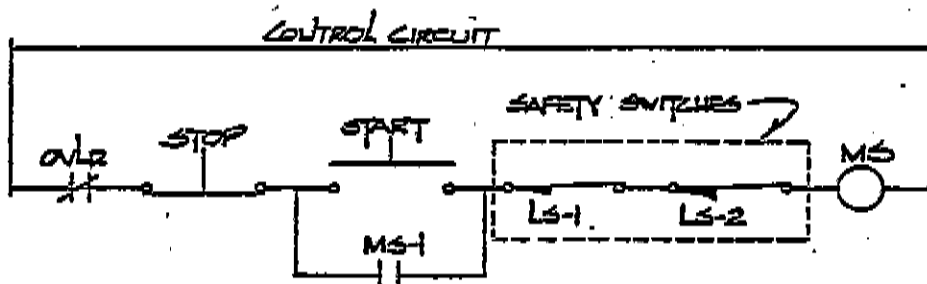 CONTROL CIRCUIT
SAFETY SWITCHES
STOP
START
OVLR
MS
LS-1
LS-2
MS-1